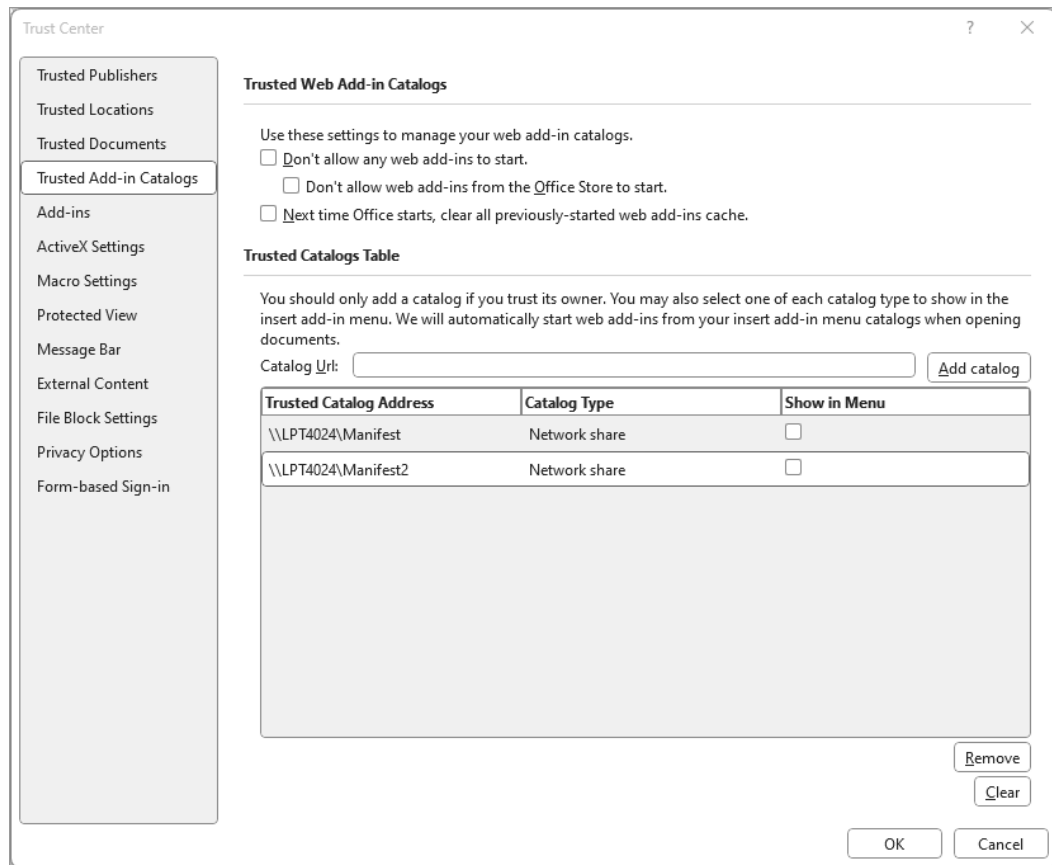 Trust Center ?
Trusted Publishers
Trusted Locations
Trusted Documents
Trusted Add-in Catalogs
Add-ins
ActiveX Settings
Macro Settings
Protected View
Message Bar
External Content
File Block Settings
Privacy Options
Form-based Sign-in
Trusted Web Add-in Catalogs
Use these settings to manage your web add-in catalogs.
Don't allow any web add-ins to start.
Don't allow web add-ins from the Office Store to start.
Next time Office starts, clear all previously-started web add-ins cache.
Trusted Catalogs Table
You should only add a catalog if you trust its owner. You may also select one of each catalog type to show in the
insert add-in menu. We will automatically start web add-ins from your insert add-in menu catalogs when opening
documents.
Catalog Url: Add catalog
Trusted Catalog Address Catalog Type Show in Menu
\\LPT4024\Manifest Network share
\\LPT4024\Manifest2 Network share
Remove
Clear
OK Cancel